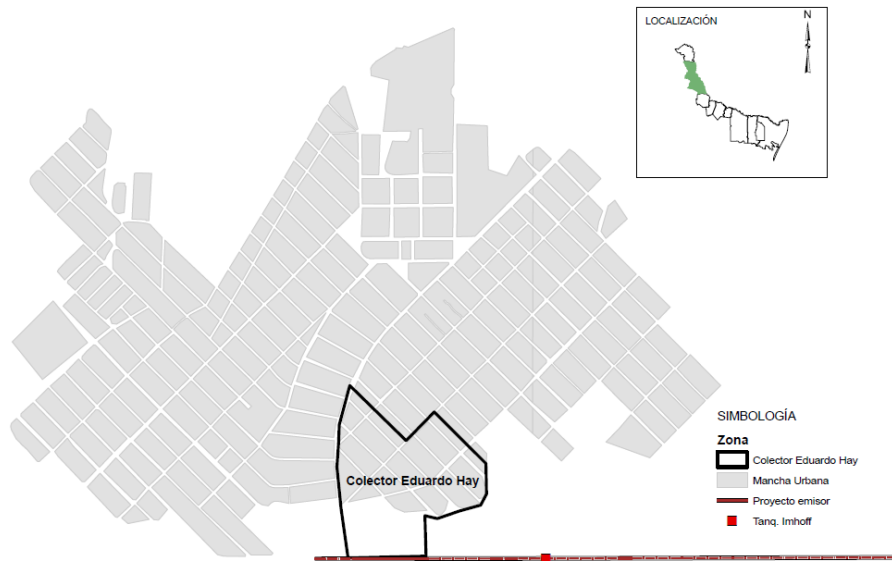 LOCALIZACIÓN
N
SIMBOLOGÍA
Zona
Colector Eduardo Hay
Mancha Urbana
Proyecto emisor
Tanq. Imhoff
Colector Eduardo Hay